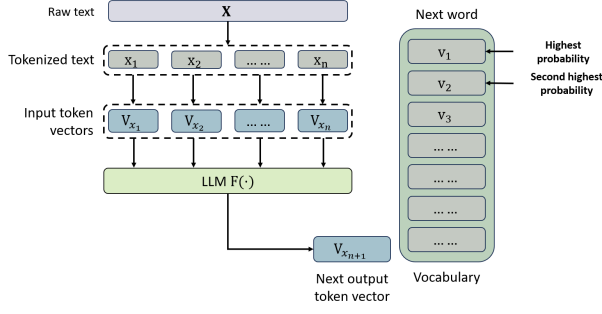 Raw text
X
Tokenized text
x₁ x₂ ...... xₙ
Input token
vectors
Vₓ₁ Vₓ₂ ...... Vₓₙ
LLM F(·)
Vₓₙ₊₁
Next output
token vector
Next word
v₁
v₂
v₃
......
......
......
......
Vocabulary
Highest
probability
Second highest
probability